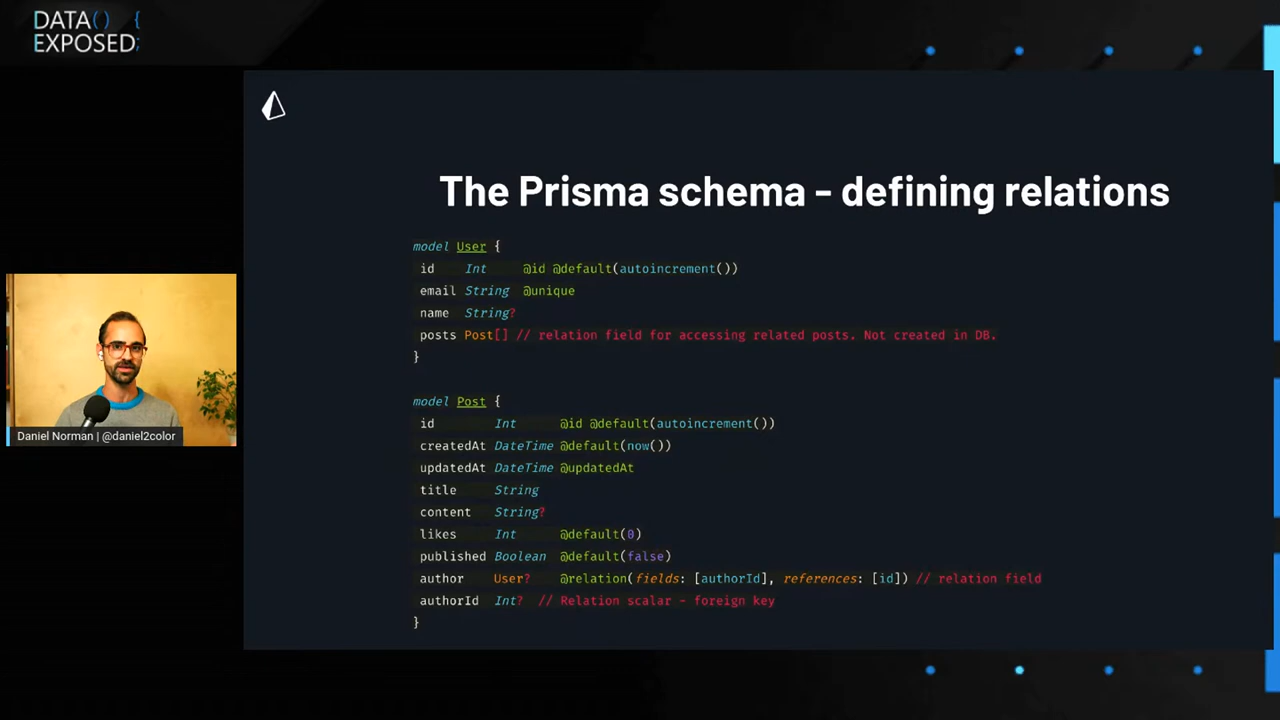 DATA() {
EXPOSED;
The Prisma schema - defining relations
model User {
id Int @id @default(autoincrement())
email String @unique
name String?
posts Post[] // relation field for accessing related posts. Not created in DB.
}
model Post {
id Int @id @default(autoincrement())
createdAt DateTime @default(now())
updatedAt DateTime @updatedAt
title String
content String?
likes Int @default(0)
published Boolean @default(false)
author User? @relation(fields: [authorId], references: [id]) // relation field
authorId Int? // Relation scalar - foreign key
}
Daniel Norman | @daniel2color